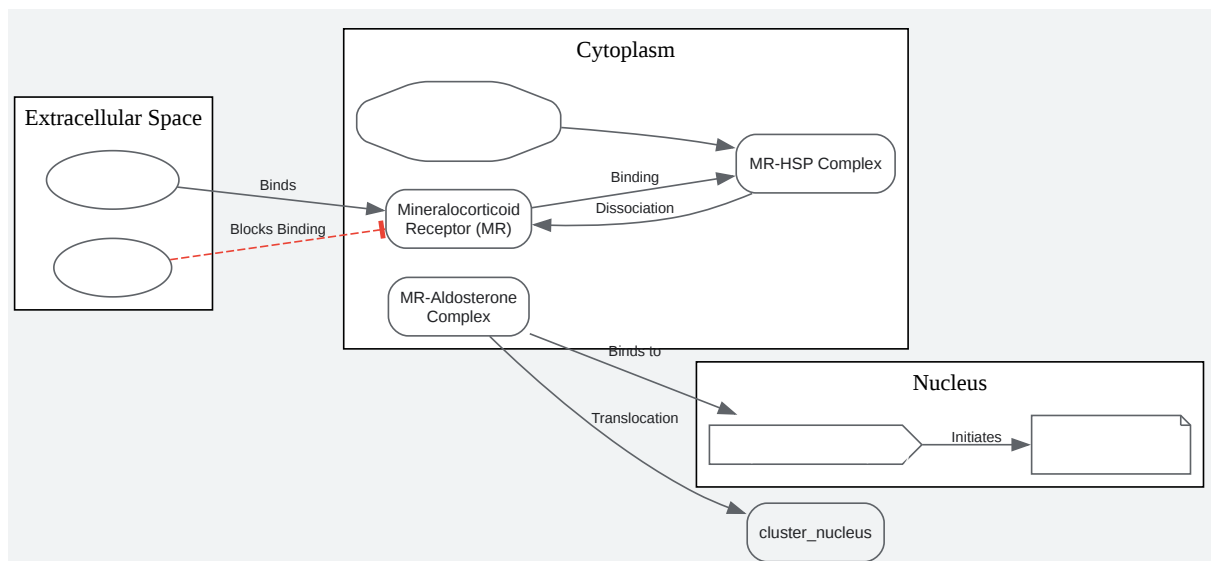 Cytoplasm
Extracellular Space
MR-HSP Complex
Binds
Binding
Mineralocorticoid
Receptor (MR)
Dissociation
Blocks Binding
MR-Aldosterone
Complex
Binds to
Nucleus
Translocation
Initiates
cluster_nucleus